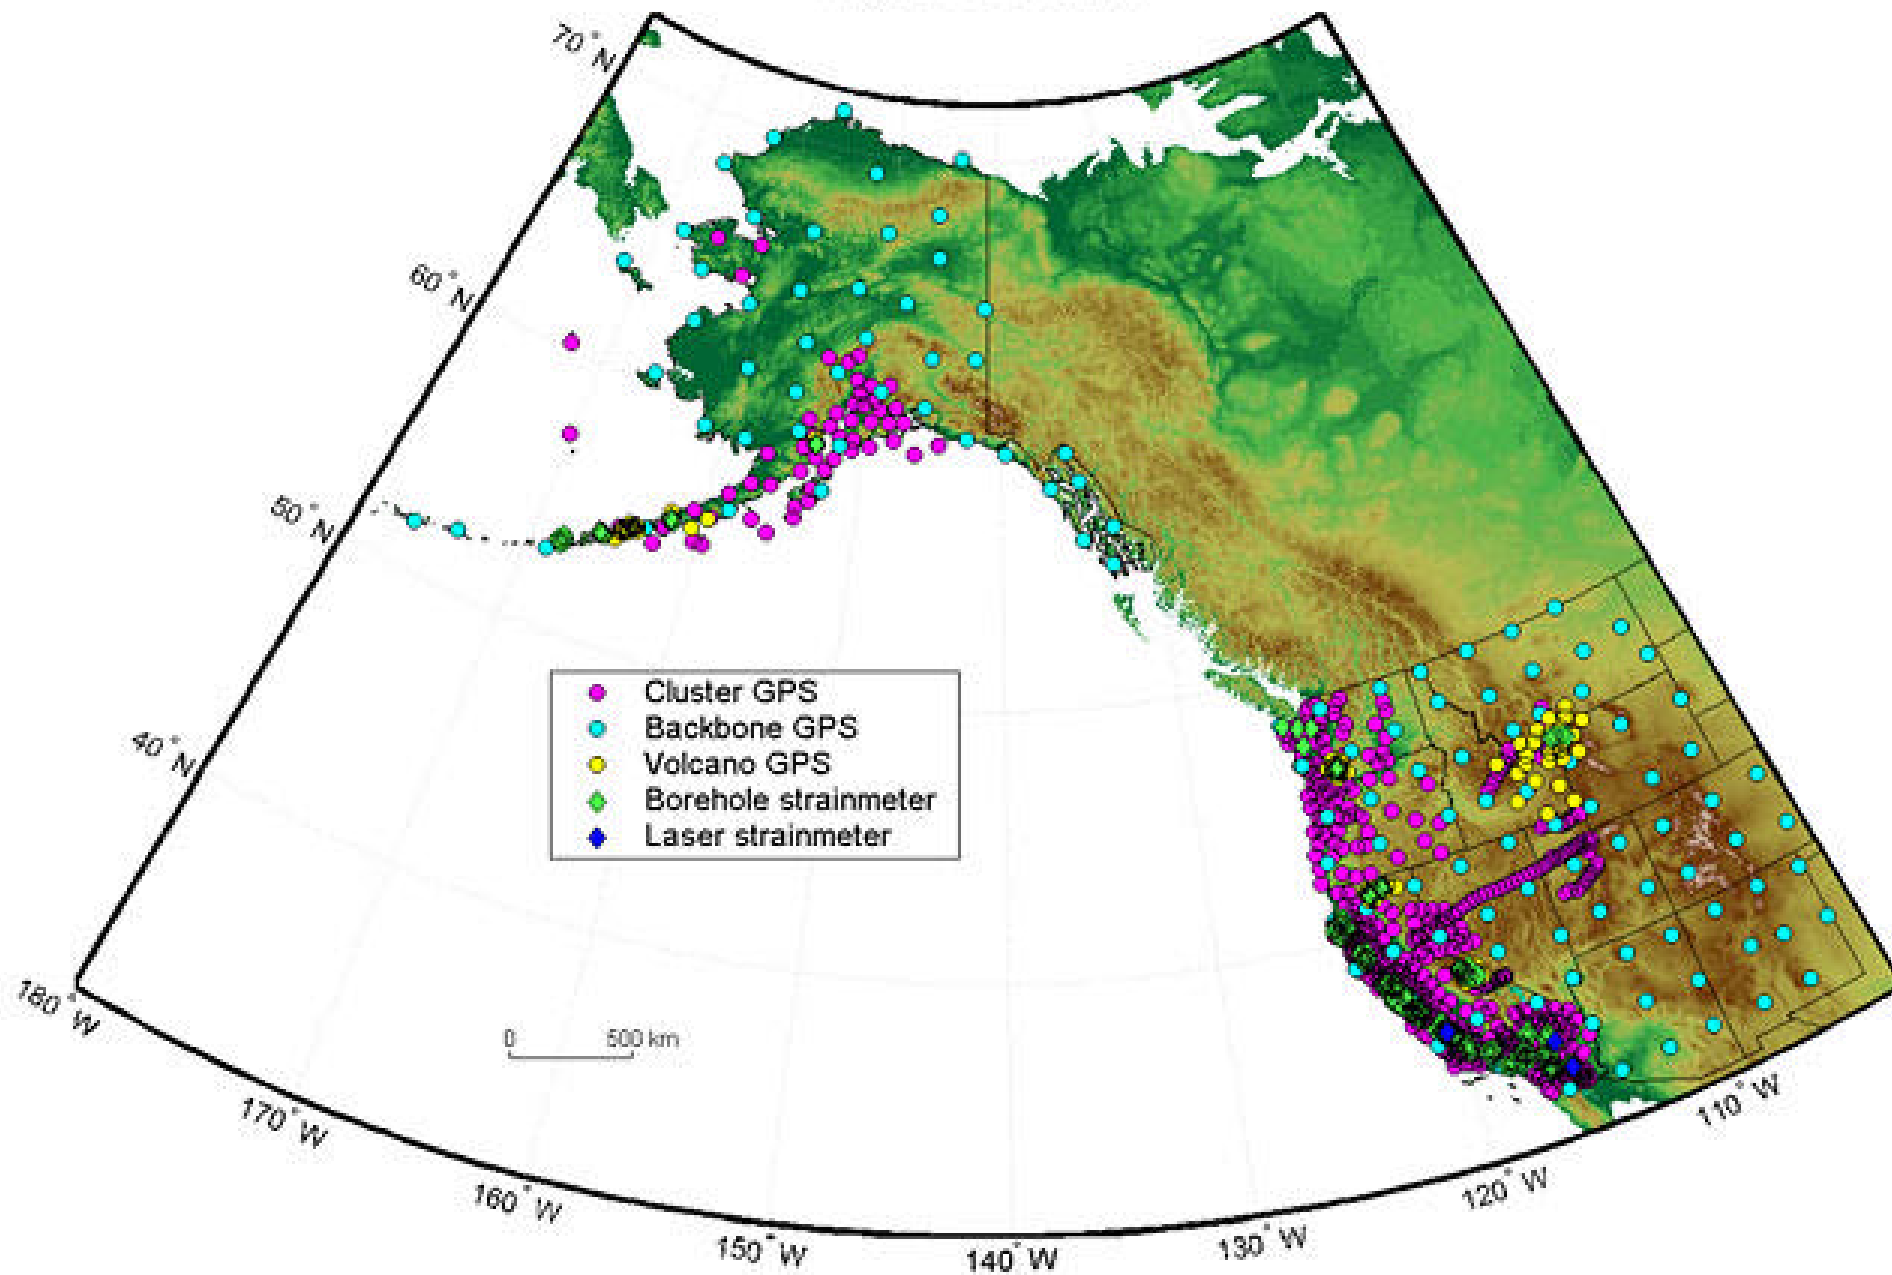 70°N
60°N
50°N
40°N
Cluster GPS
Backbone GPS
Volcano GPS
Borehole strainmeter
Laser strainmeter
0 500 km
180°W
170°W
160°W
150°W
140°W
130°W
120°W
110°W